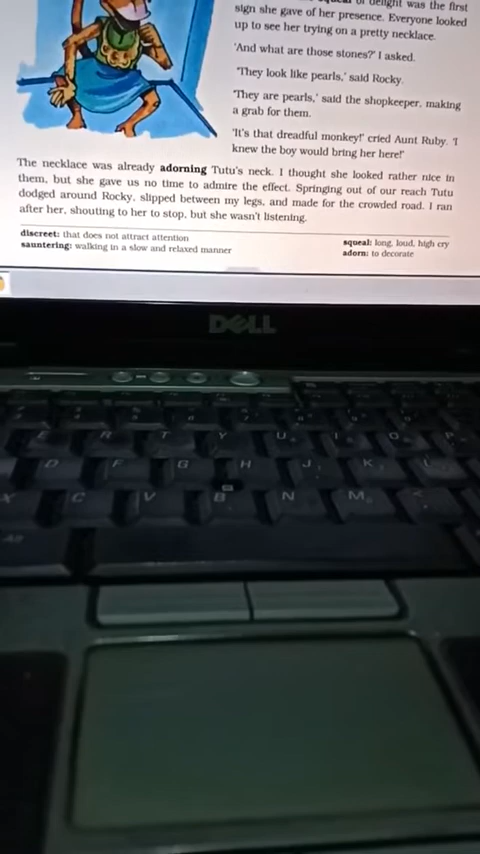 squeal of delight was the first
sign she gave of her presence. Everyone looked
up to see her trying on a pretty necklace.
'And what are those stones?' I asked.
'They look like pearls,' said Rocky.
'They are pearls,' said the shopkeeper, making
a grab for them.
'It's that dreadful monkey!' cried Aunt Ruby. 'I
knew the boy would bring her here!'
The necklace was already adorning Tutu's neck. I thought she looked rather nice in
them, but she gave us no time to admire the effect. Springing out of our reach Tutu
dodged around Rocky, slipped between my legs, and made for the crowded road. I ran
after her, shouting to her to stop, but she wasn't listening.
discreet: that does not attract attention
sauntering: walking in a slow and relaxed manner
squeal: long, loud, high cry
adorn: to decorate
DELL
E R T Y U I O P
D F G H J K L
X C V B N M
Alt